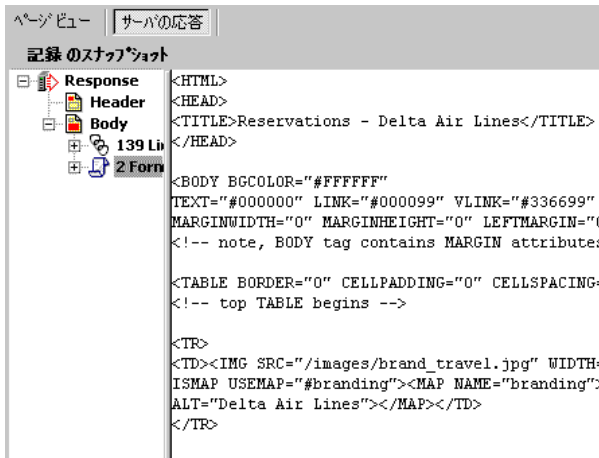 ページビュー サーバの応答
記録 のスナップショット
Response
Header
Body
139 Lin
2 Form
<HTML>
<HEAD>
<TITLE>Reservations - Delta Air Lines</TITLE>
</HEAD>
<BODY BGCOLOR="#FFFFFF"
TEXT="#000000" LINK="#000099" VLINK="#336699"
MARGINWIDTH="0" MARGINHEIGHT="0" LEFTMARGIN="0
<!-- note, BODY tag contains MARGIN attributes
<TABLE BORDER="0" CELLPADDING="0" CELLSPACING=
<!-- top TABLE begins -->
<TR>
<TD><IMG SRC="/images/brand_travel.jpg" WIDTH=
ISMAP USEMAP="#branding"><MAP NAME="branding">
ALT="Delta Air Lines"></MAP></TD>
</TR>